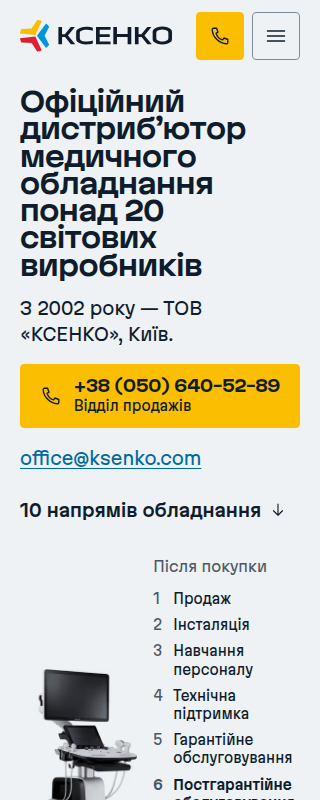 КСЕНКО
Офіційний
дистриб’ютор
медичного
обладнання
понад 20
світових
виробників
З 2002 року — ТОВ
«КСЕНКО», Київ.
+38 (050) 640-52-89
Відділ продажів
office@ksenko.com
10 напрямів обладнання ↓
Після покупки
1 Продаж
2 Інсталяція
3 Навчання
персоналу
4 Технічна
підтримка
5 Гарантійне
обслуговування
6 Постгарантійне